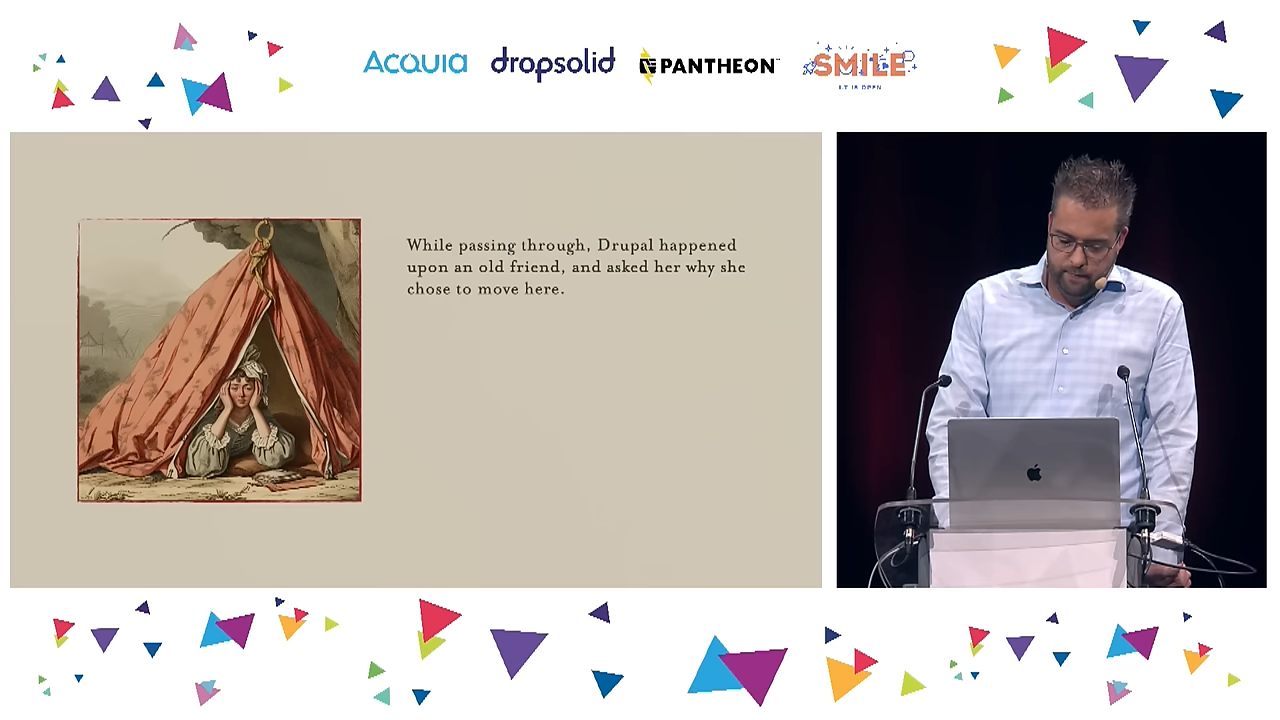 ACQUIA
dropsolid
PANTHEON
SMILE
I.T IS OPEN
While passing through, Drupal happened
upon an old friend, and asked her why she
chose to move here.